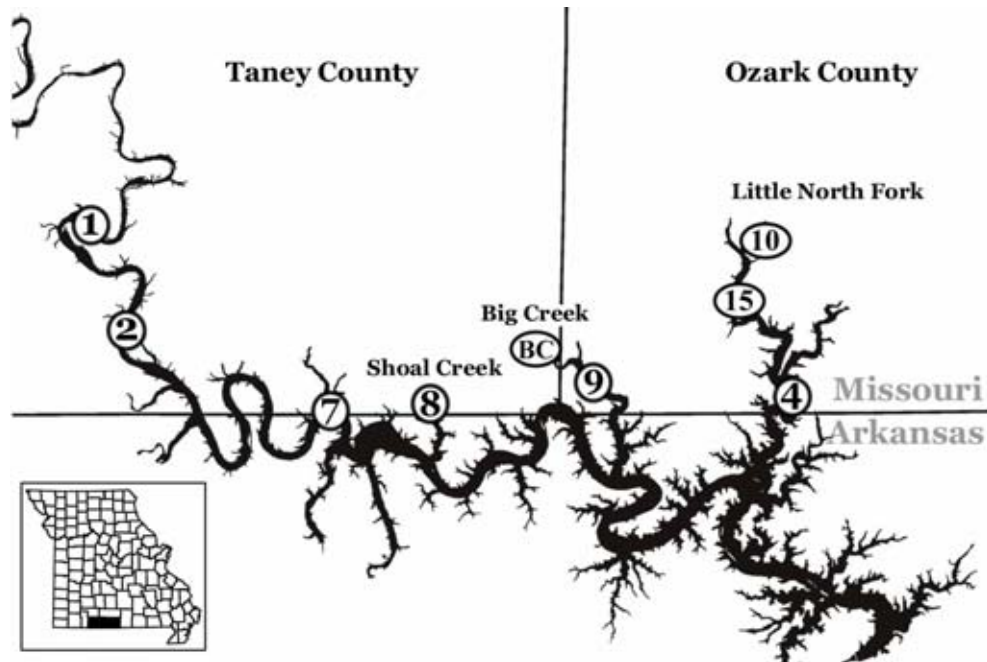 Taney County
Ozark County
Little North Fork
1
10
15
2
Big Creek
BC
Shoal Creek
9
7
8
4
Missouri
Arkansas